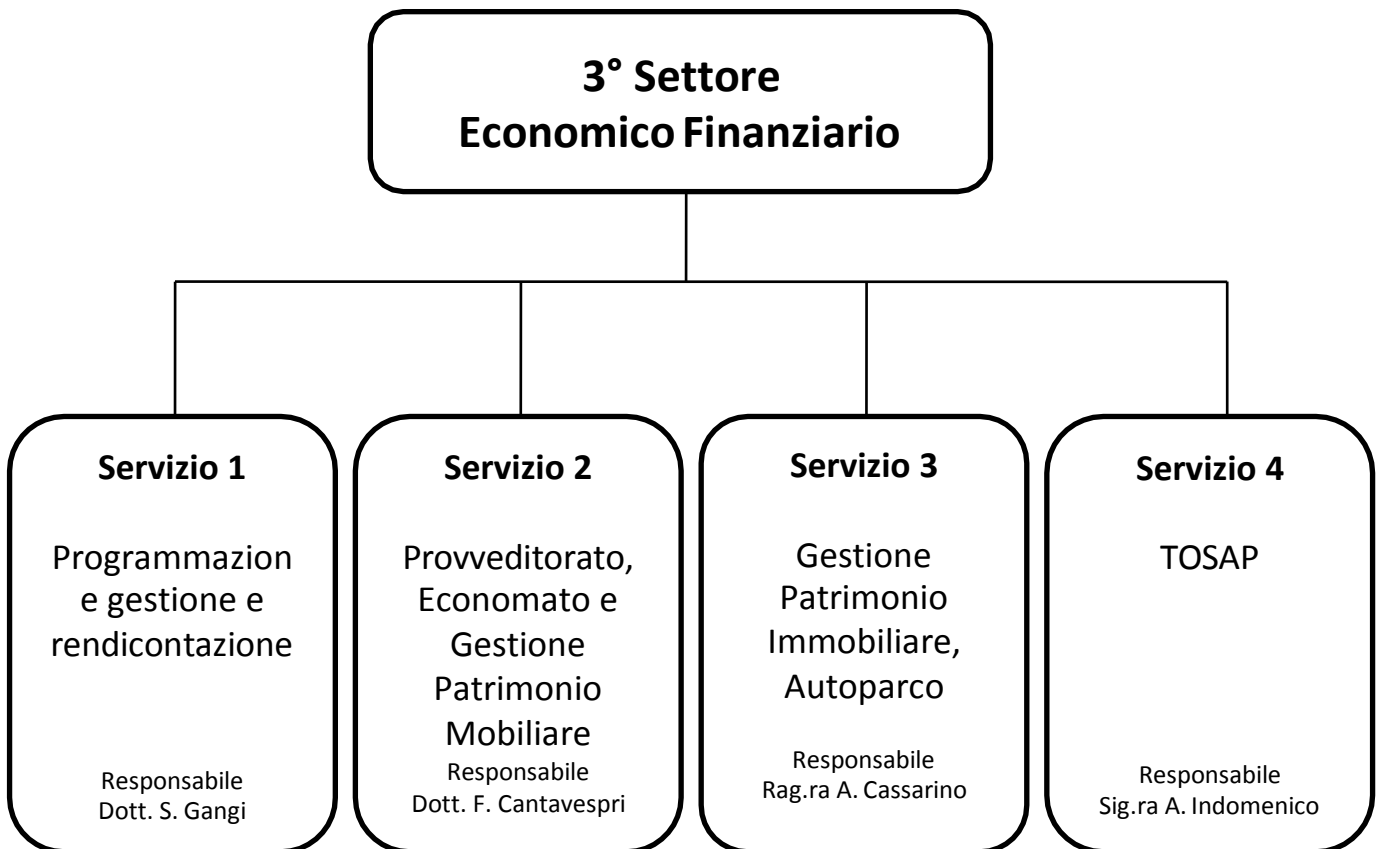 3° Settore
Economico Finanziario
Servizio 1
Programmazion
e gestione e
rendicontazione
Responsabile
Dott. S. Gangi
Servizio 2
Provveditorato,
Economato e
Gestione
Patrimonio
Mobiliare
Responsabile
Dott. F. Cantavespri
Servizio 3
Gestione
Patrimonio
Immobiliare,
Autoparco
Responsabile
Rag.ra A. Cassarino
Servizio 4
TOSAP
Responsabile
Sig.ra A. Indomenico